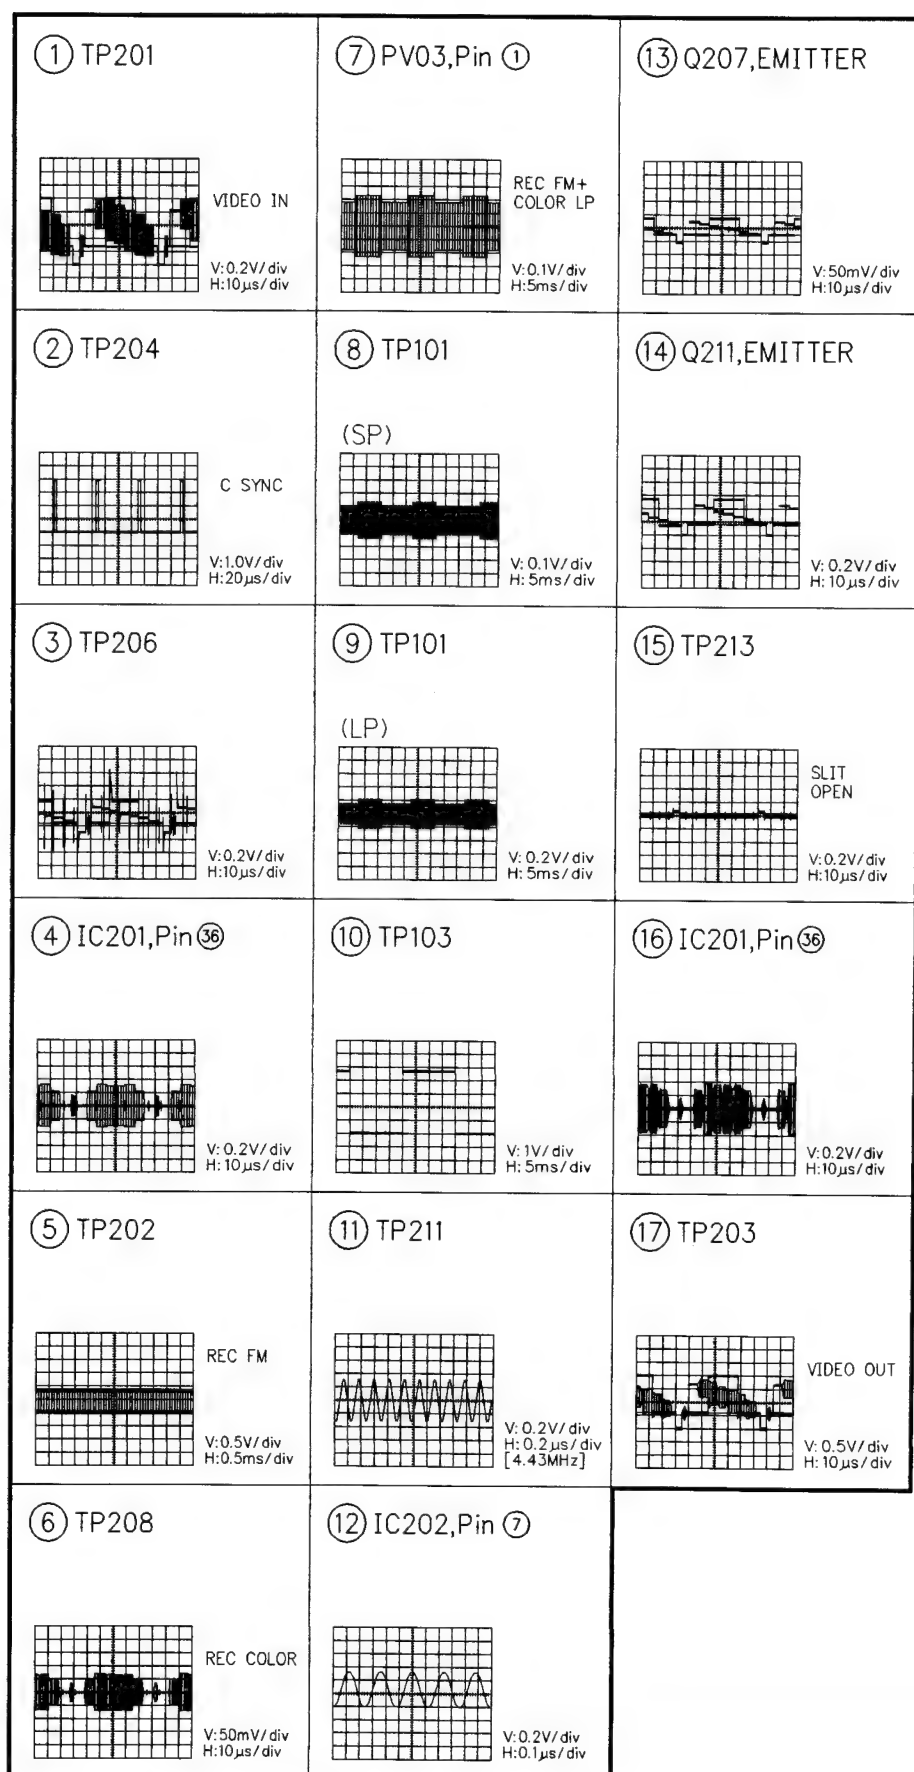 ① TP201
VIDEO IN
V:0.2V/div
H:10µs/div
② TP204
C SYNC
V:1.0V/div
H:20µs/div
③ TP206
V:0.2V/div
H:10µs/div
④ IC201,Pin ㊱
V:0.2V/div
H:10µs/div
⑤ TP202
REC FM
V:0.5V/div
H:0.5ms/div
⑥ TP208
REC COLOR
V:50mV/div
H:10µs/div
⑦ PV03,Pin ①
REC FM+
COLOR LP
V:0.1V/div
H:5ms/div
⑧ TP101
(SP)
V:0.1V/div
H:5ms/div
⑨ TP101
(LP)
V:0.2V/div
H:5ms/div
⑩ TP103
V:1V/div
H:5ms/div
⑪ TP211
V:0.2V/div
H:0.2µs/div
[4.43MHz]
⑫ IC202,Pin ⑦
V:0.2V/div
H:0.1µs/div
⑬ Q207,EMITTER
V:50mV/div
H:10µs/div
⑭ Q211,EMITTER
V:0.2V/div
H:10µs/div
⑮ TP213
SLIT
OPEN
V:0.2V/div
H:10µs/div
⑯ IC201,Pin ㊱
V:0.2V/div
H:10µs/div
⑰ TP203
VIDEO OUT
V:0.5V/div
H:10µs/div